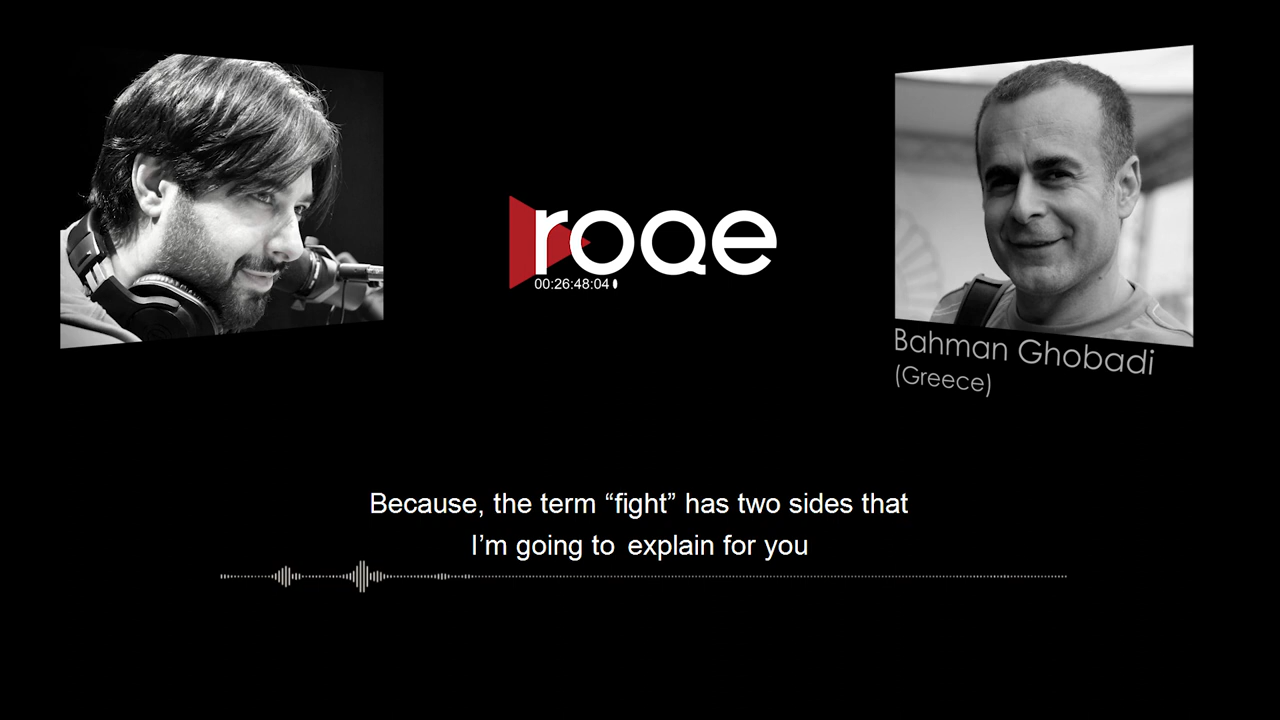 roqe
00:26:48:04
Bahman Ghobadi
(Greece)
Because, the term “fight” has two sides that
I’m going to explain for you